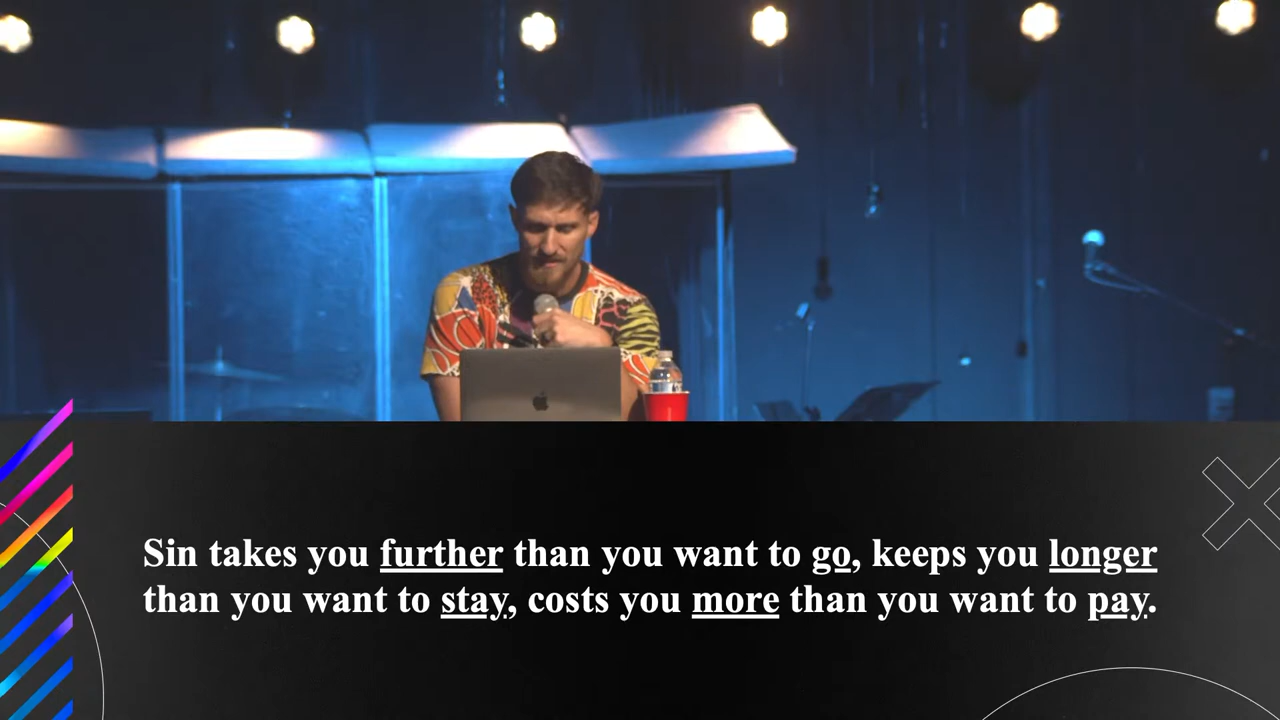 Sin takes you further than you want to go, keeps you longer
than you want to stay, costs you more than you want to pay.